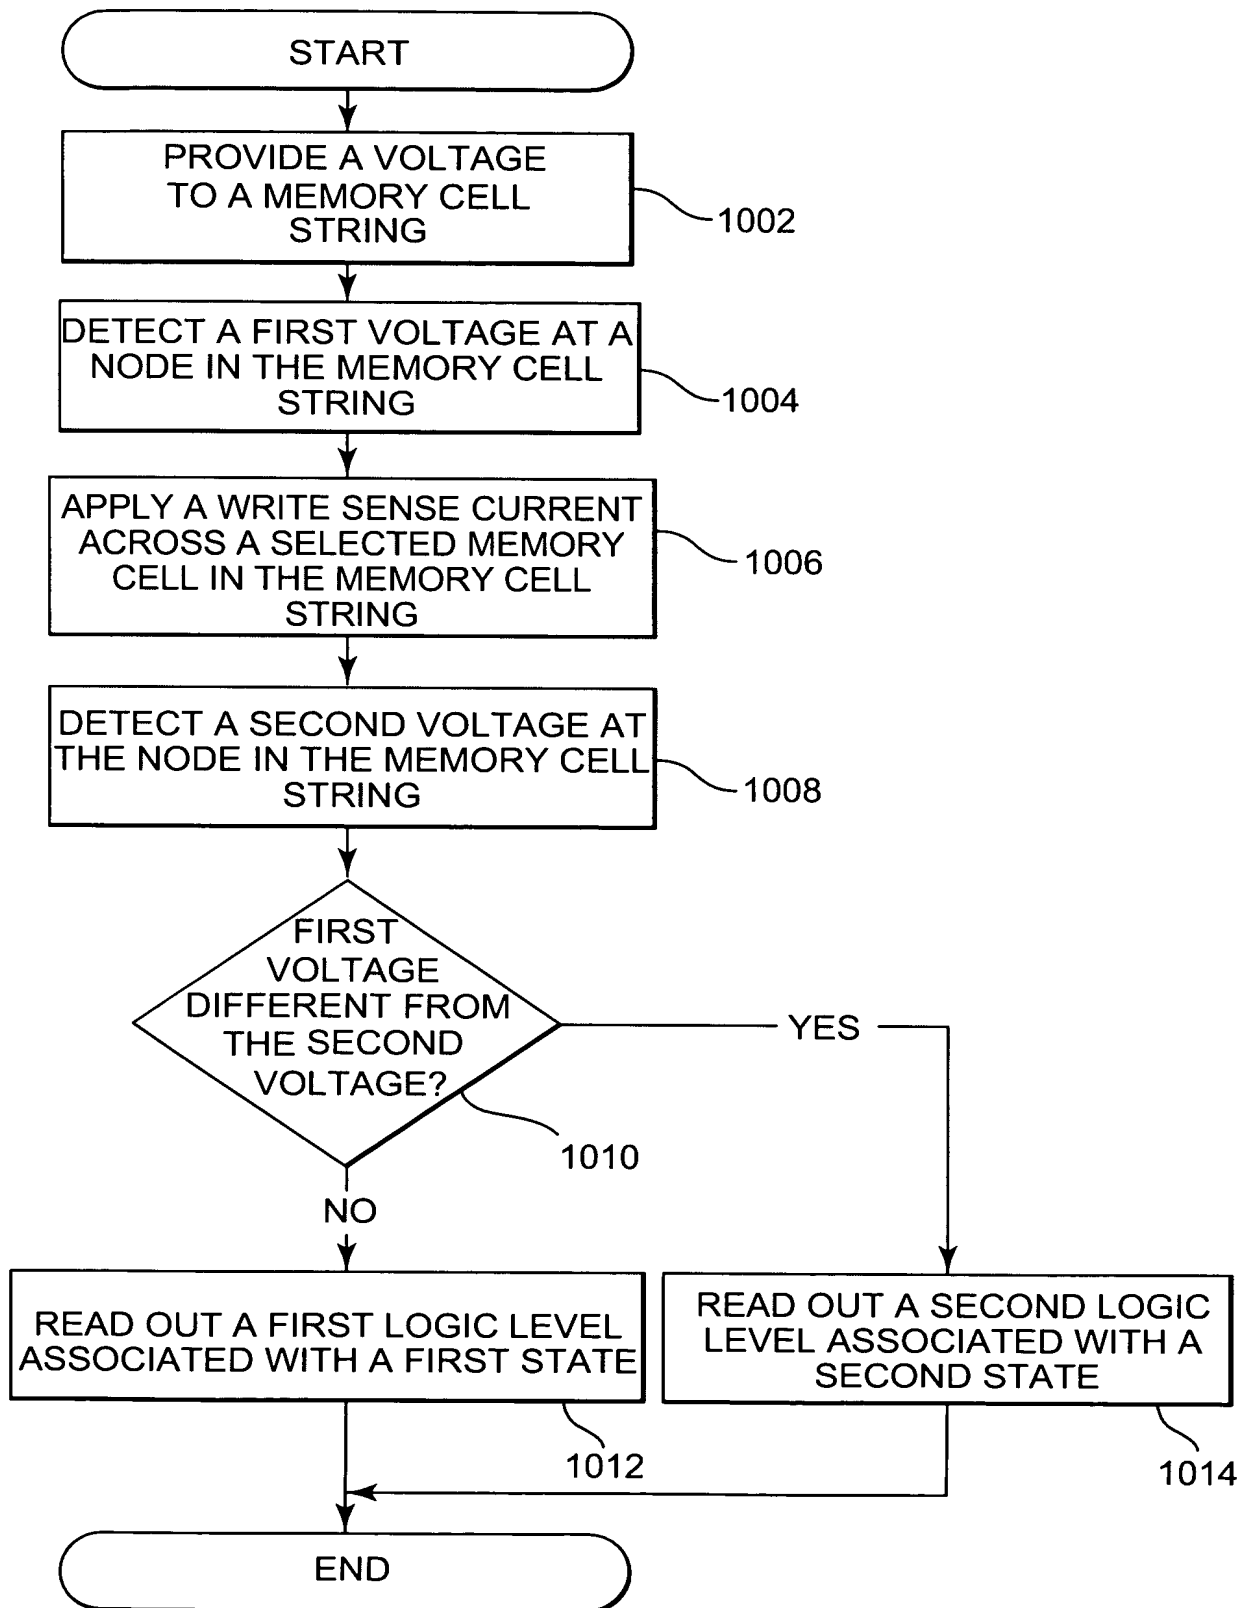 START
PROVIDE A VOLTAGE
TO A MEMORY CELL
STRING
1002
DETECT A FIRST VOLTAGE AT A
NODE IN THE MEMORY CELL
STRING
1004
APPLY A WRITE SENSE CURRENT
ACROSS A SELECTED MEMORY
CELL IN THE MEMORY CELL
STRING
1006
DETECT A SECOND VOLTAGE AT
THE NODE IN THE MEMORY CELL
STRING
1008
FIRST
VOLTAGE
DIFFERENT FROM
THE SECOND
VOLTAGE?
YES
1010
NO
READ OUT A FIRST LOGIC LEVEL
ASSOCIATED WITH A FIRST STATE
1012
READ OUT A SECOND LOGIC
LEVEL ASSOCIATED WITH A
SECOND STATE
1014
END